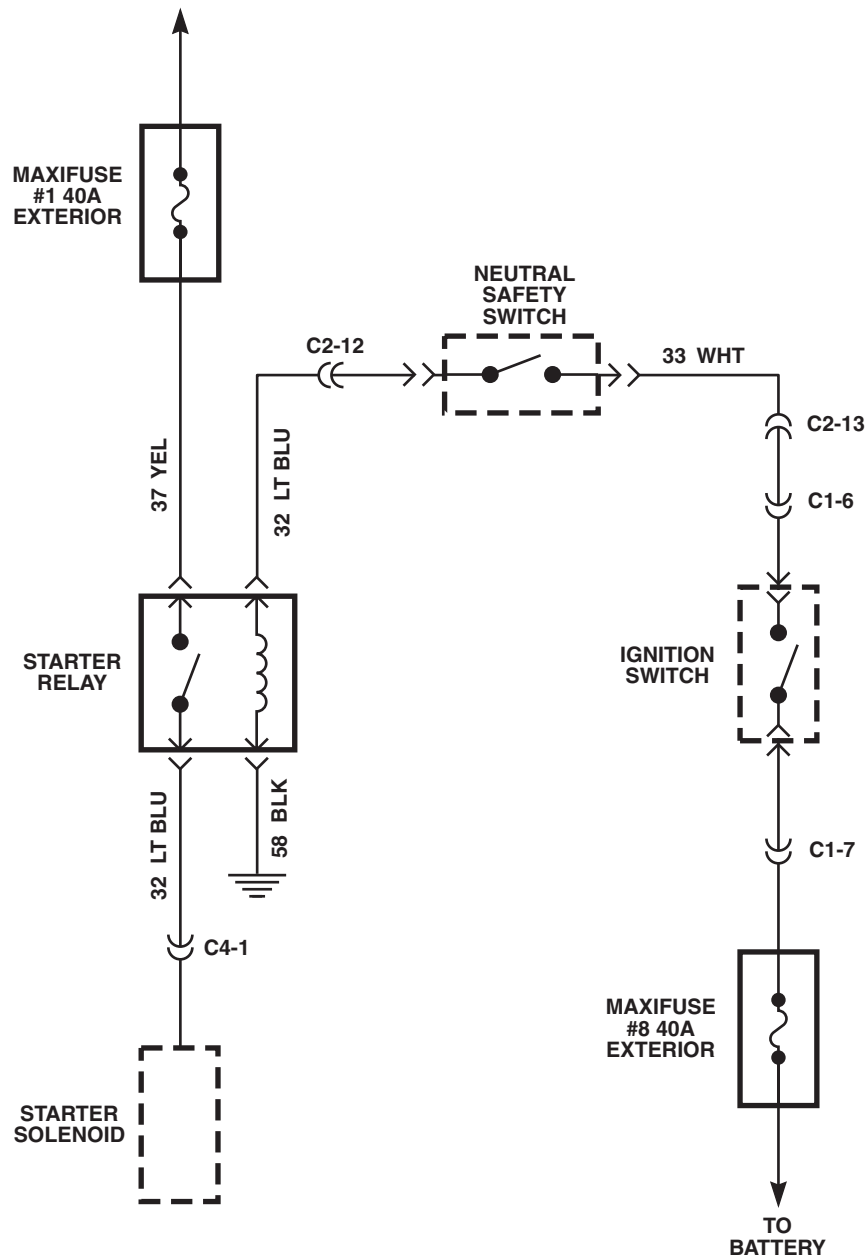 MAXIFUSE
#1 40A
EXTERIOR
NEUTRAL
SAFETY
SWITCH
C2-12
33 WHT
C2-13
37 YEL
32 LT BLU
C1-6
STARTER
RELAY
IGNITION
SWITCH
32 LT BLU
58 BLK
C1-7
C4-1
MAXIFUSE
#8 40A
EXTERIOR
STARTER
SOLENOID
TO
BATTERY